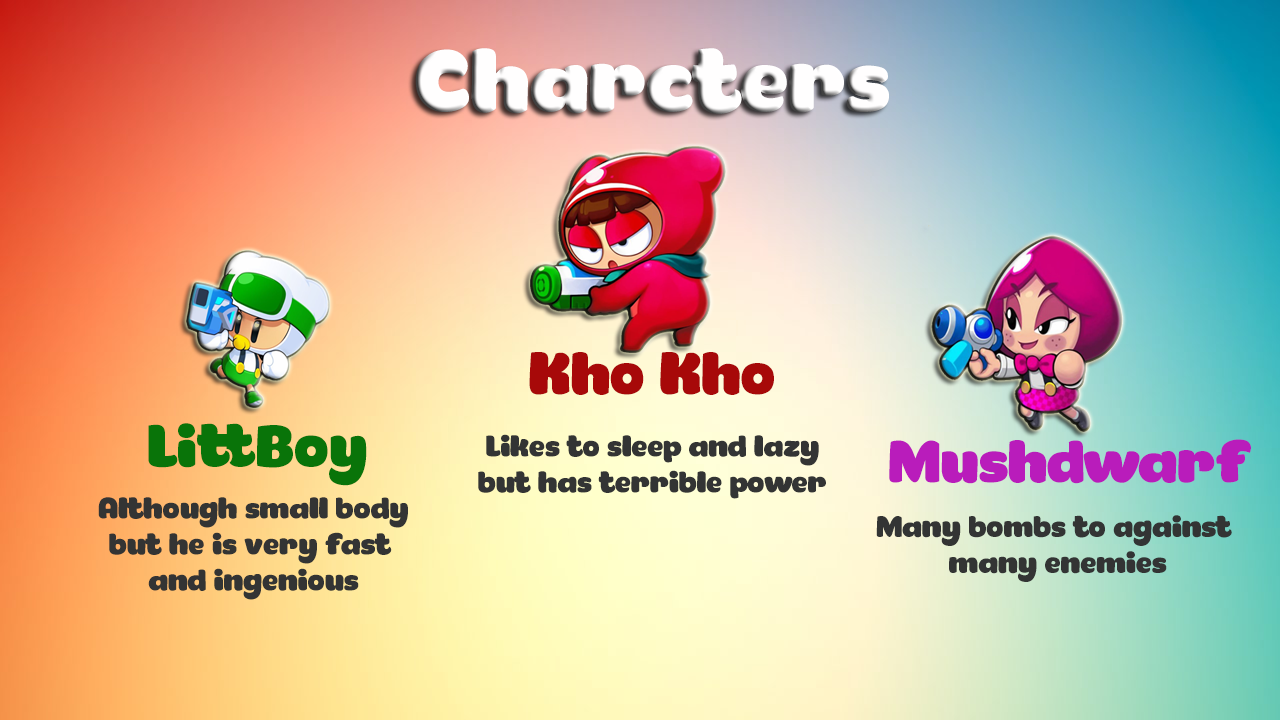 Charcters
LittBoy
Although small body
but he is very fast
and ingenious
Kho Kho
Likes to sleep and lazy
but has terrible power
Mushdwarf
Many bombs to against
many enemies